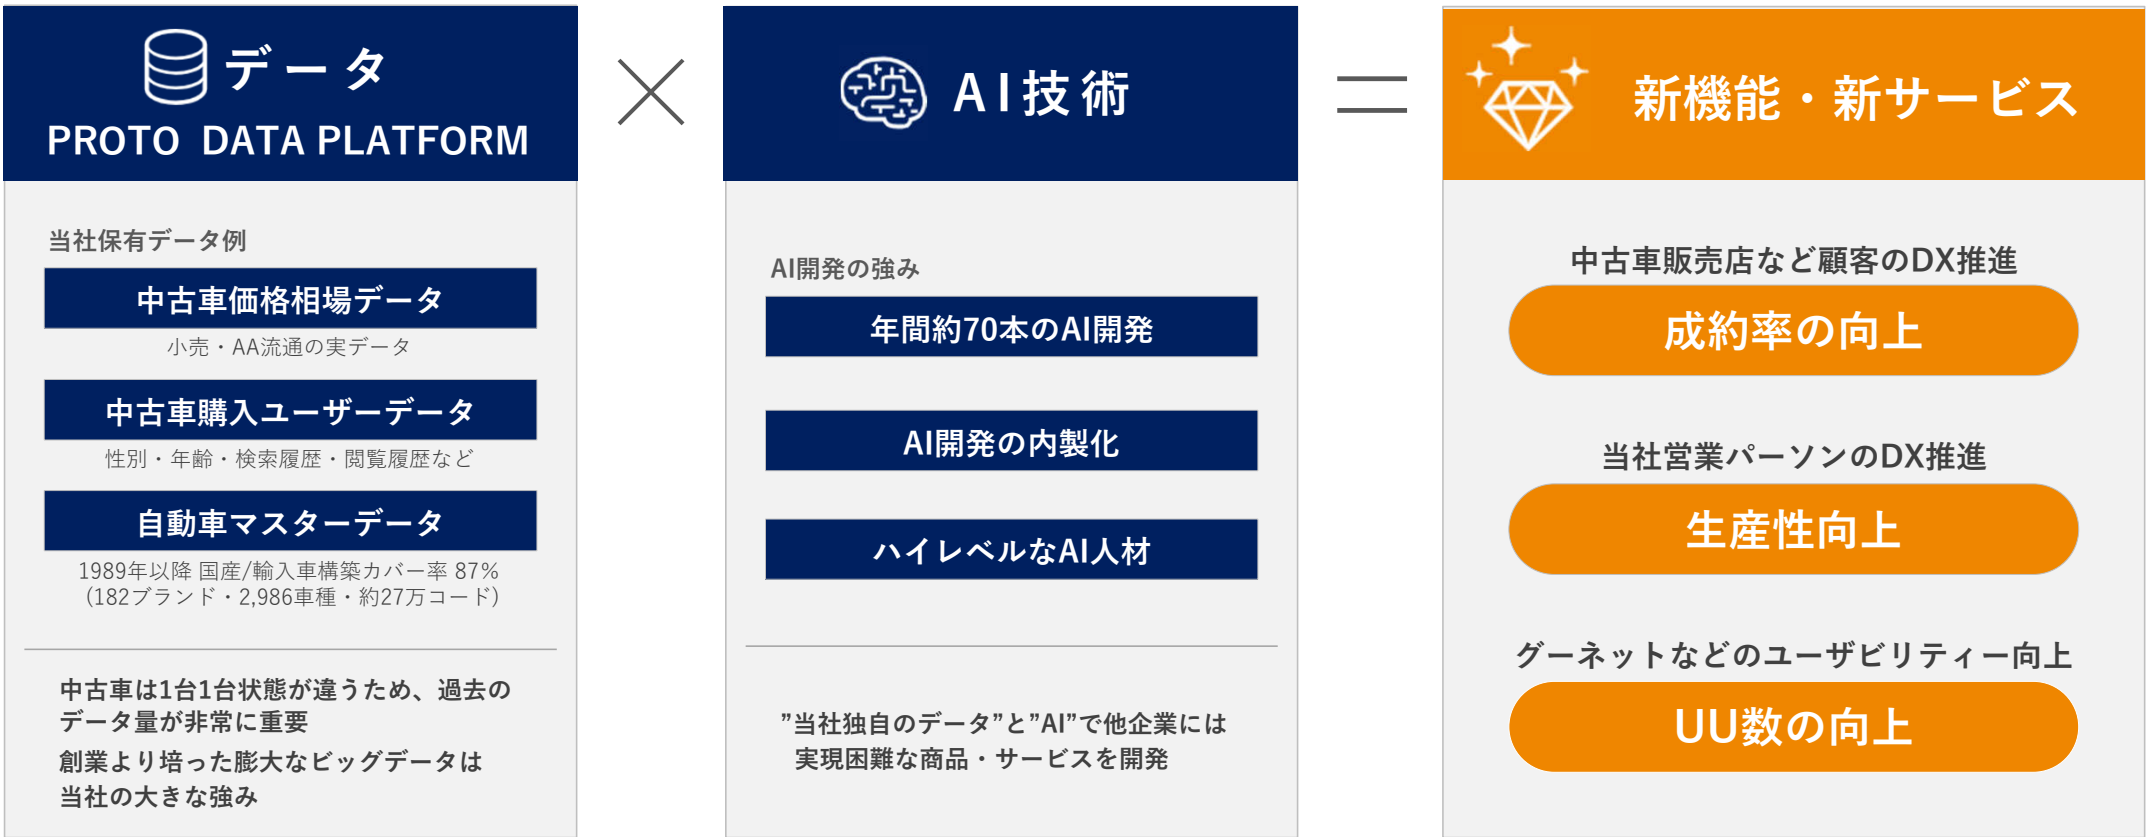 データ
PROTO DATA PLATFORM
当社保有データ例
中古車価格相場データ
小売・AA流通の実データ
中古車購入ユーザーデータ
性別・年齢・検索履歴・閲覧履歴など
自動車マスターデータ
1989年以降 国産/輸入車構築カバー率 87%
(182ブランド・2,986車種・約27万コード)
中古車は1台1台状態が違うため、過去の
データ量が非常に重要
創業より培った膨大なビッグデータは
当社の大きな強み
×
AI技術
AI開発の強み
年間約70本のAI開発
AI開発の内製化
ハイレベルなAI人材
”当社独自のデータ”と”AI”で他企業には
実現困難な商品・サービスを開発
＝
新機能・新サービス
中古車販売店など顧客のDX推進
成約率の向上
当社営業パーソンのDX推進
生産性向上
グーネットなどのユーザビリティー向上
UU数の向上